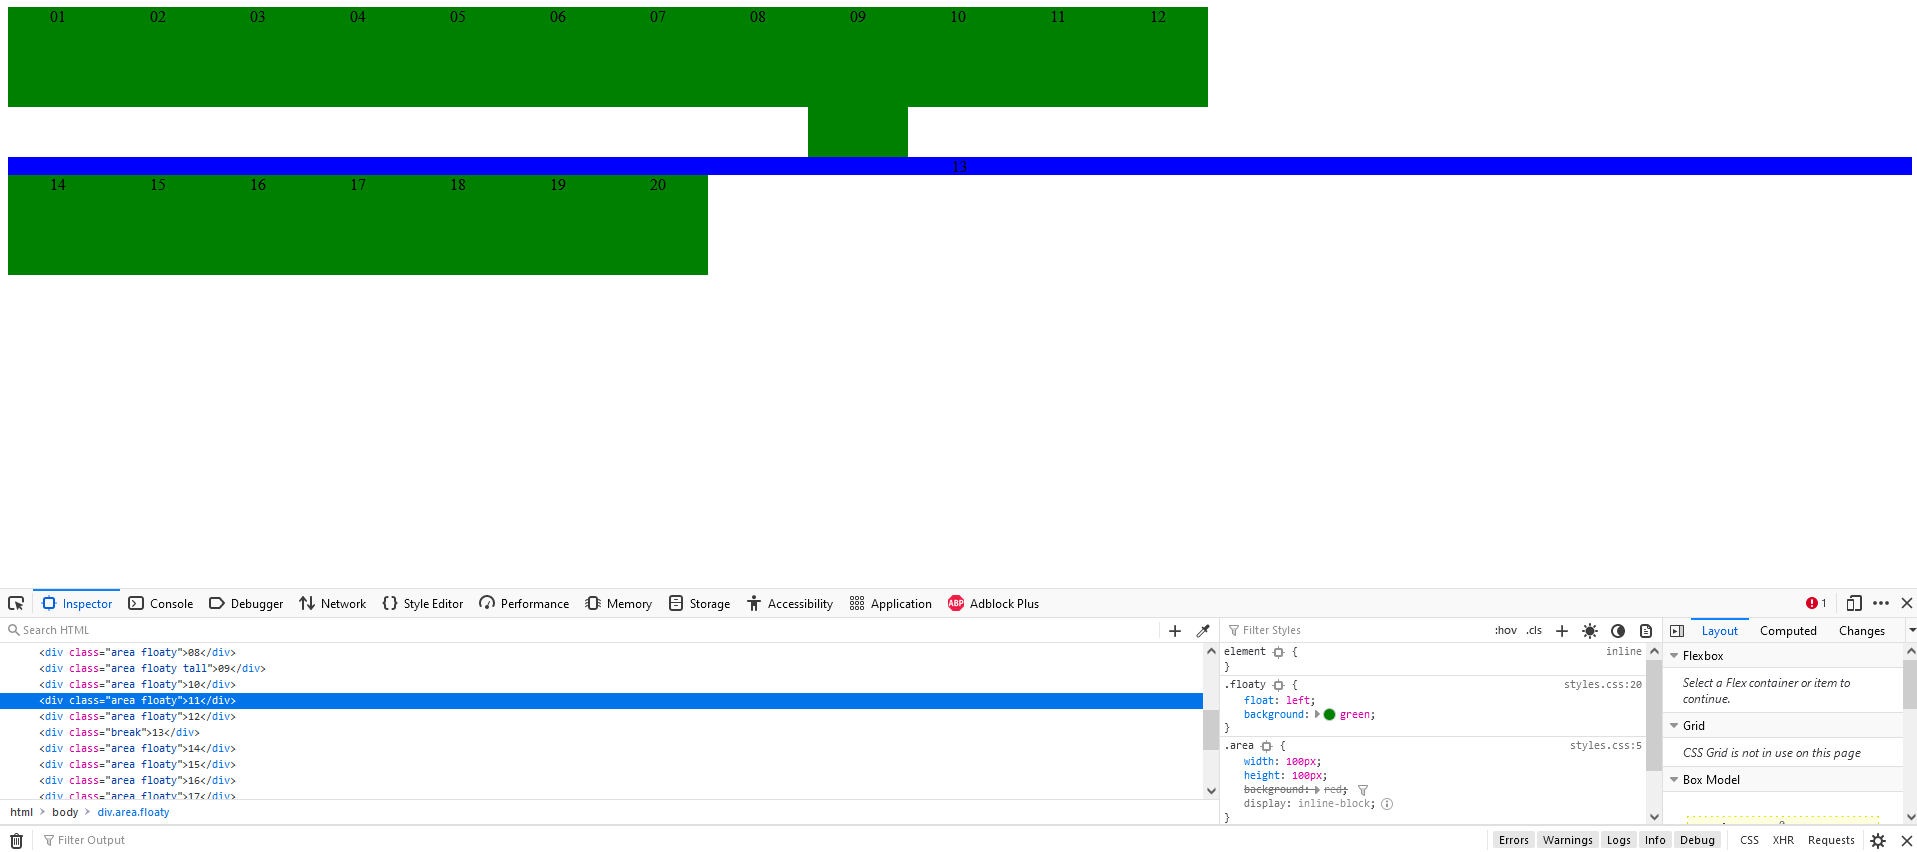 01 02 03 04 05 06 07 08 09 10 11 12
13
14 15 16 17 18 19 20
Inspector Console Debugger Network Style Editor Performance Memory Storage Accessibility Application ABP Adblock Plus ! 1
Search HTML
<div class="area floaty">08</div>
<div class="area floaty tall">09</div>
<div class="area floaty">10</div>
<div class="area floaty">11</div>
<div class="area floaty">12</div>
<div class="break">13</div>
<div class="area floaty">14</div>
<div class="area floaty">15</div>
<div class="area floaty">16</div>
<div class="area floaty">17</div>
html > body > div.area.floaty
Filter Styles :hov .cls +
element { inline
}
.floaty { styles.css:20
float: left;
background: green;
}
.area { styles.css:5
width: 100px;
height: 100px;
background: red;
display: inline-block;
}
Layout Computed Changes
Flexbox
Select a Flex container or item to
continue.
Grid
CSS Grid is not in use on this page
Box Model
Filter Output Errors Warnings Logs Info Debug CSS XHR Requests